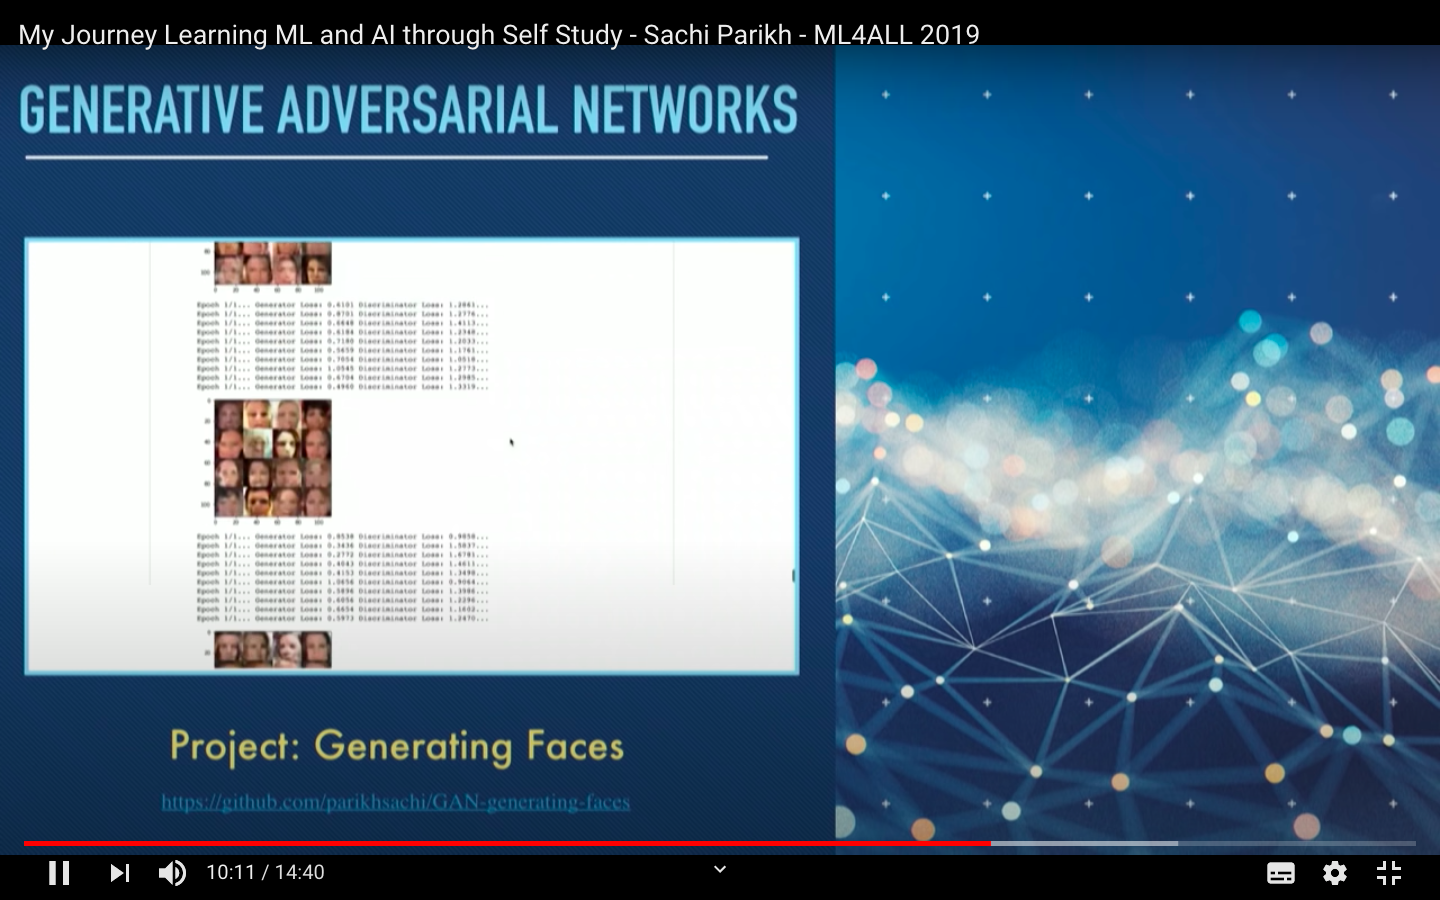 My Journey Learning ML and AI through Self Study - Sachi Parikh - ML4ALL 2019
GENERATIVE ADVERSARIAL NETWORKS
Epoch 1/1... Generator Loss: 0.6101 Discriminator Loss: 1.2661...
Epoch 1/1... Generator Loss: 0.8701 Discriminator Loss: 1.2776...
Epoch 1/1... Generator Loss: 0.6648 Discriminator Loss: 1.4113...
Epoch 1/1... Generator Loss: 0.6184 Discriminator Loss: 1.2348...
Epoch 1/1... Generator Loss: 0.7180 Discriminator Loss: 1.2033...
Epoch 1/1... Generator Loss: 0.5659 Discriminator Loss: 1.1761...
Epoch 1/1... Generator Loss: 0.7054 Discriminator Loss: 1.0518...
Epoch 1/1... Generator Loss: 1.0545 Discriminator Loss: 1.2773...
Epoch 1/1... Generator Loss: 0.6704 Discriminator Loss: 1.2985...
Epoch 1/1... Generator Loss: 0.4960 Discriminator Loss: 1.3319...
Epoch 1/1... Generator Loss: 0.8538 Discriminator Loss: 0.9850...
Epoch 1/1... Generator Loss: 0.3436 Discriminator Loss: 1.5037...
Epoch 1/1... Generator Loss: 0.2772 Discriminator Loss: 1.6781...
Epoch 1/1... Generator Loss: 0.4043 Discriminator Loss: 1.4611...
Epoch 1/1... Generator Loss: 0.4153 Discriminator Loss: 1.3498...
Epoch 1/1... Generator Loss: 1.0656 Discriminator Loss: 0.9064...
Epoch 1/1... Generator Loss: 0.5896 Discriminator Loss: 1.3986...
Epoch 1/1... Generator Loss: 0.6056 Discriminator Loss: 1.2296...
Epoch 1/1... Generator Loss: 0.6654 Discriminator Loss: 1.1602...
Epoch 1/1... Generator Loss: 0.5973 Discriminator Loss: 1.2470...
Project: Generating Faces
https://github.com/parikhsachi/GAN-generating-faces
10:11 / 14:40